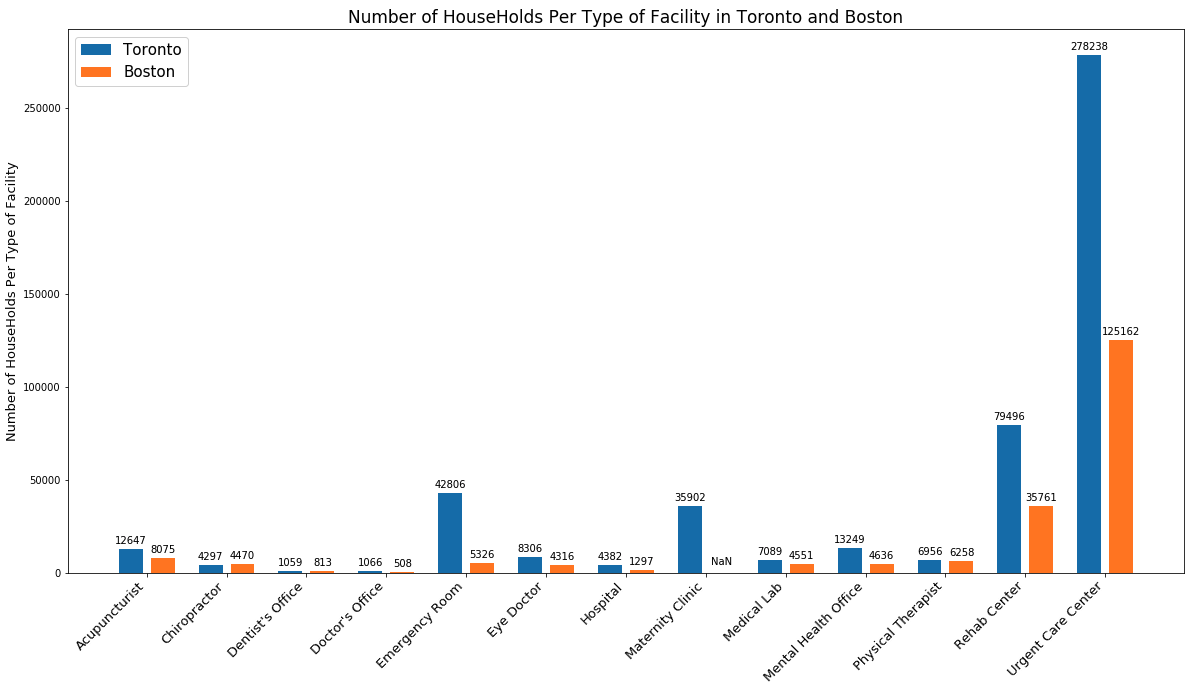 Number of HouseHolds Per Type of Facility in Toronto and Boston
Toronto
Boston
Number of HouseHolds Per Type of Facility
250000
200000
150000
100000
50000
0
12647
8075
4297
4470
1059
813
1066
508
42806
5326
8306
4316
4382
1297
35902
NaN
7089
4551
13249
4636
6956
6258
79496
35761
278238
125162
Acupuncturist
Chiropractor
Dentist's Office
Doctor's Office
Emergency Room
Eye Doctor
Hospital
Maternity Clinic
Medical Lab
Mental Health Office
Physical Therapist
Rehab Center
Urgent Care Center